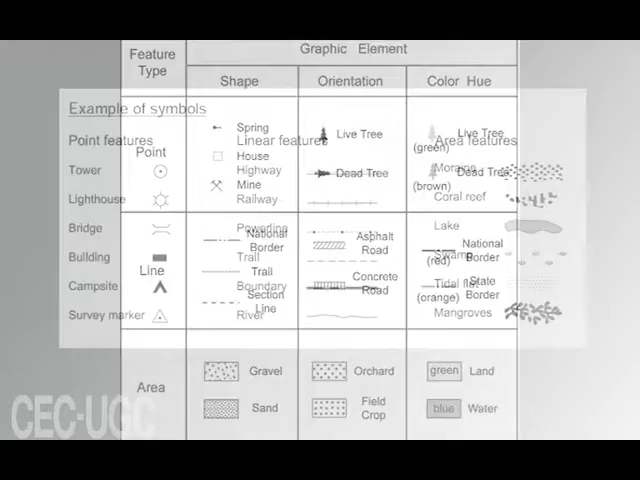 Graphic Element
Feature
Type
Shape Orientation Color Hue
Example of symbols
Point features Linear features Area features
Point
Spring
House
Mine
Live Tree
Dead Tree
Live Tree
(green)
Dead Tree
(brown)
Tower
Lighthouse
Bridge
Building
Campsite
Survey marker
Highway
Railway
Trail
Boundary
River
Moraine
Coral reef
Lake
Swamp
Tidal flat
Mangroves
Line
National
Border
Trail
Section
Line
Asphalt
Road
Concrete
Road
National
Border
(red)
State
Border
(orange)
Area
Gravel Orchard green Land
Sand Field
Crop
blue Water
CEC-UGC